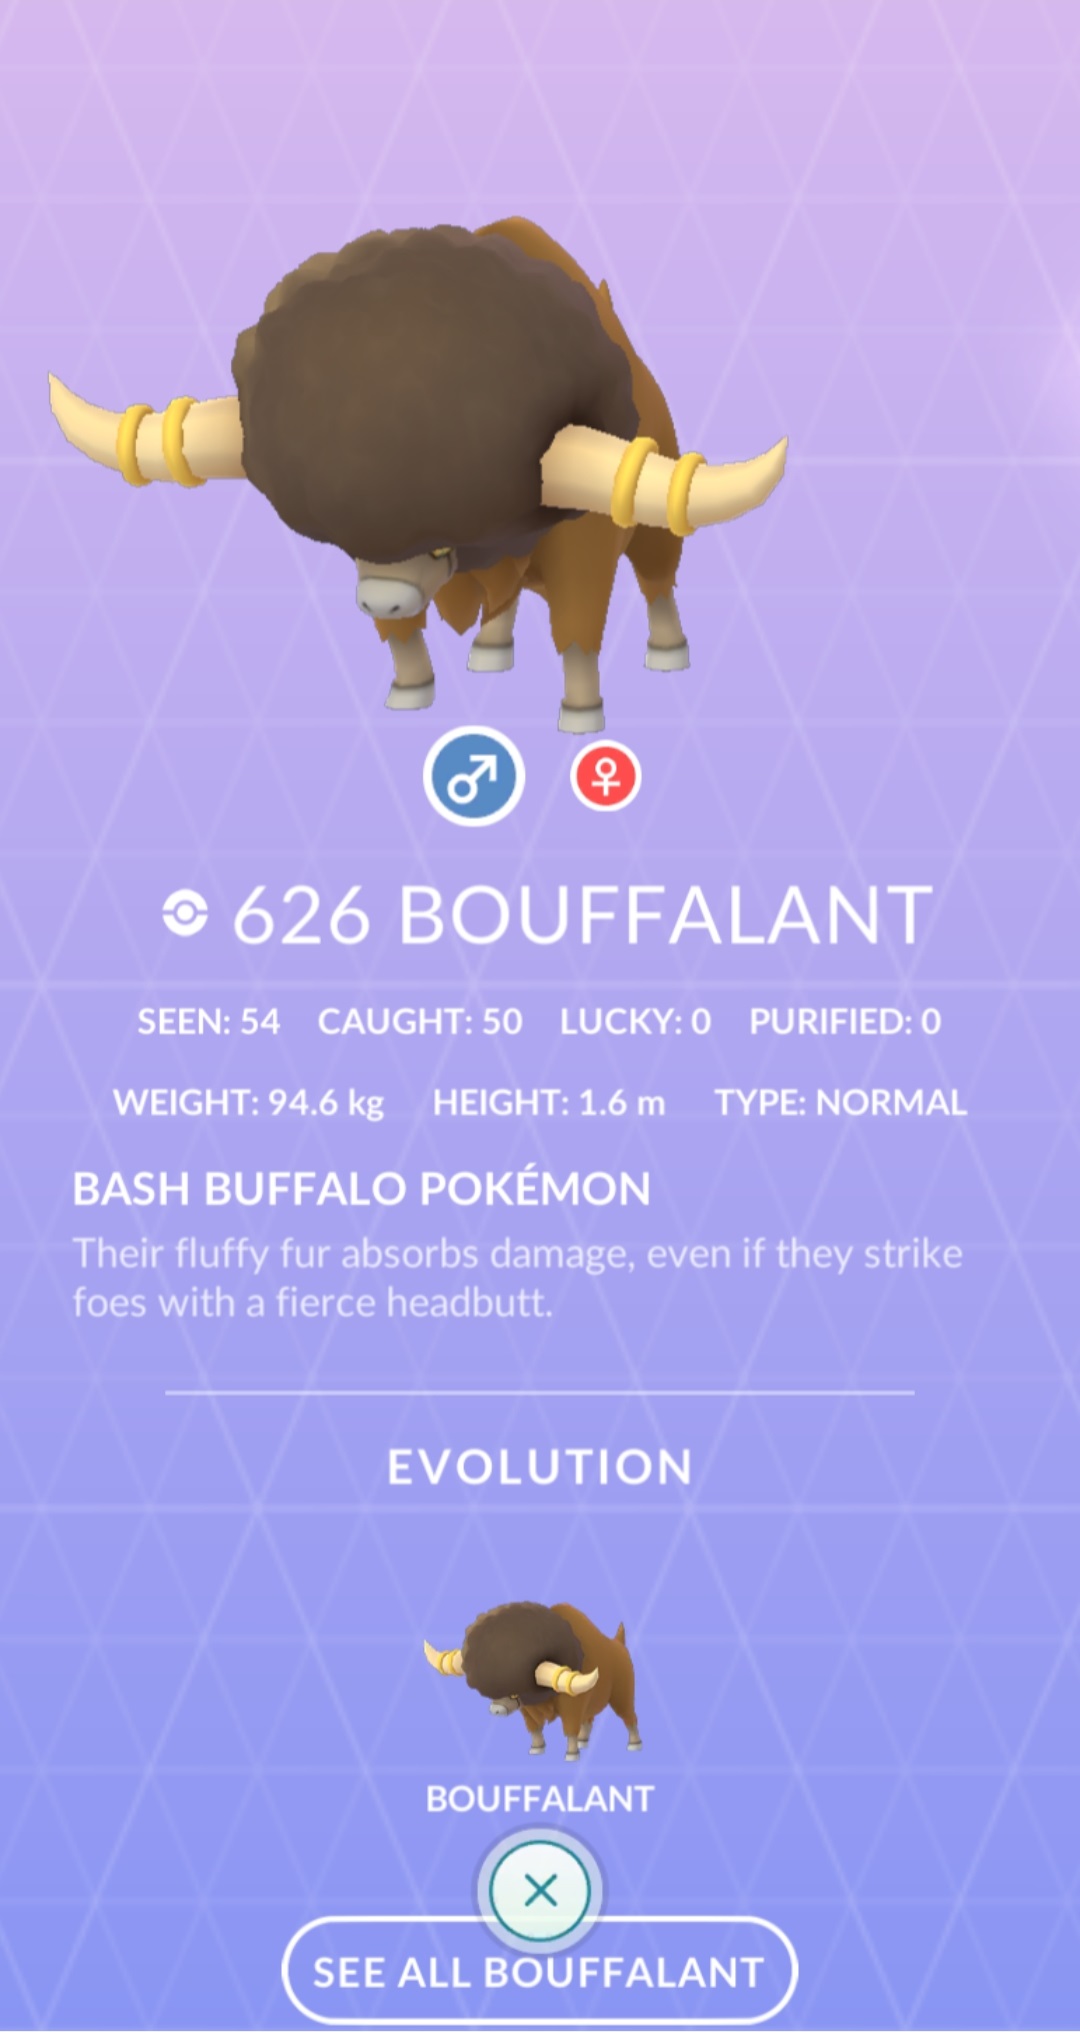 626 BOUFFALANT
SEEN: 54 CAUGHT: 50 LUCKY: 0 PURIFIED: 0
WEIGHT: 94.6 kg HEIGHT: 1.6 m TYPE: NORMAL
BASH BUFFALO POKÉMON
Their fluffy fur absorbs damage, even if they strike
foes with a fierce headbutt.
EVOLUTION
BOUFFALANT
SEE ALL BOUFFALANT